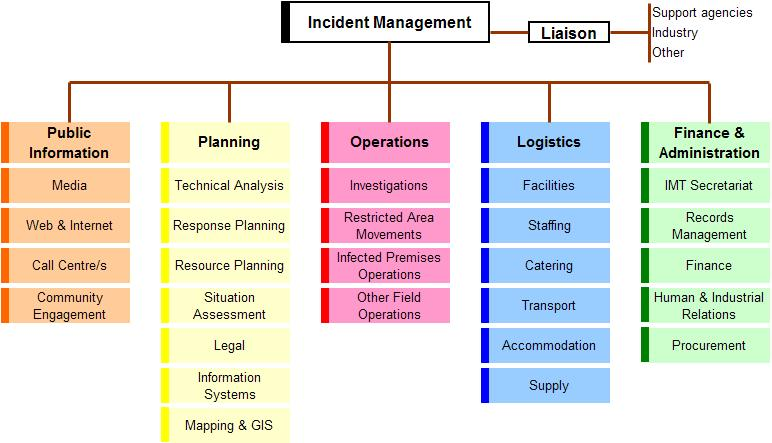 Incident Management
Liaison
Support agencies
Industry
Other
Public
Information
Media
Web & Internet
Call Centre/s
Community
Engagement
Planning
Technical Analysis
Response Planning
Resource Planning
Situation
Assessment
Legal
Information
Systems
Mapping & GIS
Operations
Investigations
Restricted Area
Movements
Infected Premises
Operations
Other Field
Operations
Logistics
Facilities
Staffing
Catering
Transport
Accommodation
Supply
Finance &
Administration
IMT Secretariat
Records
Management
Finance
Human & Industrial
Relations
Procurement